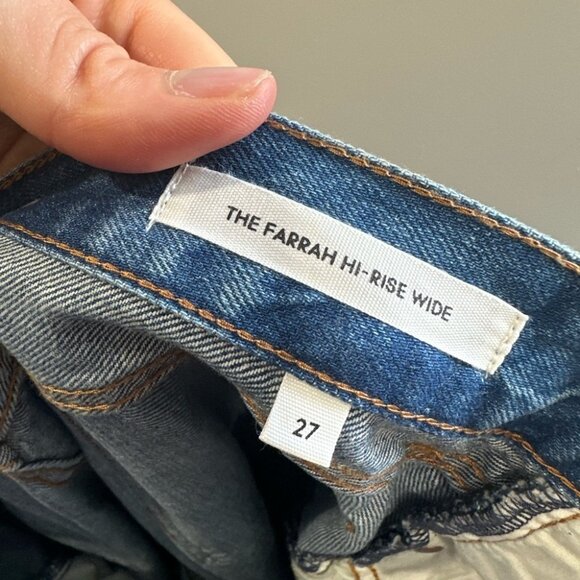 THE FARRAH HI-RISE WIDE
27